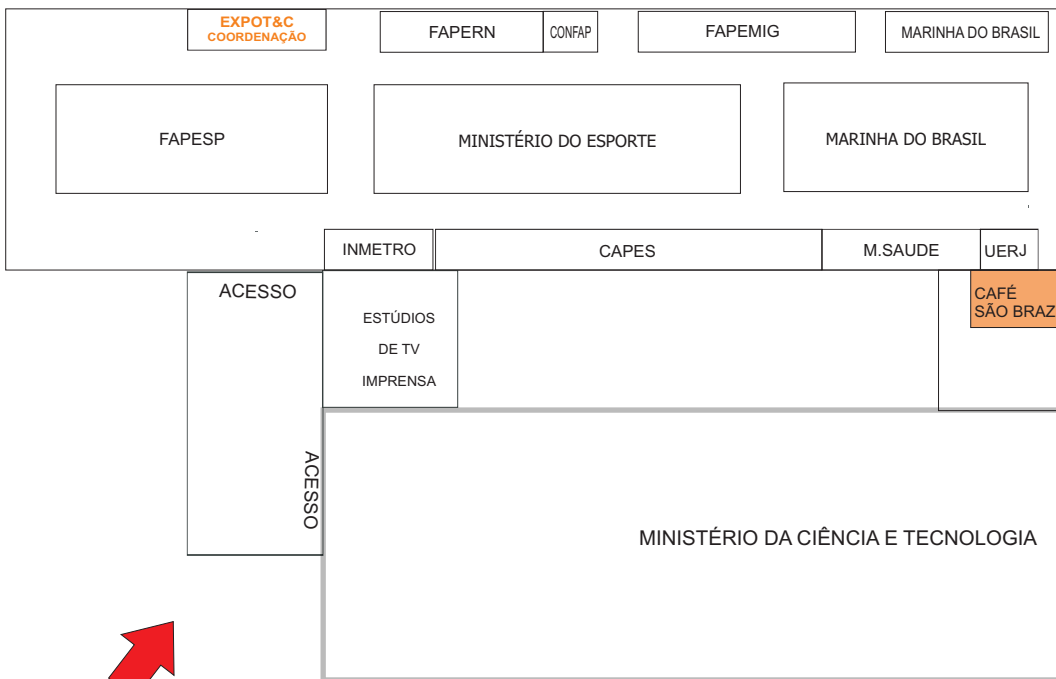 EXPOT&C
COORDENAÇÃO
FAPERN
CONFAP
FAPEMIG
MARINHA DO BRASIL
FAPESP
MINISTÉRIO DO ESPORTE
MARINHA DO BRASIL
INMETRO
CAPES
M.SAUDE
UERJ
ACESSO
ESTÚDIOS
DE TV
IMPRENSA
CAFÉ
SÃO BRAZ
ACESSO
MINISTÉRIO DA CIÊNCIA E TECNOLOGIA